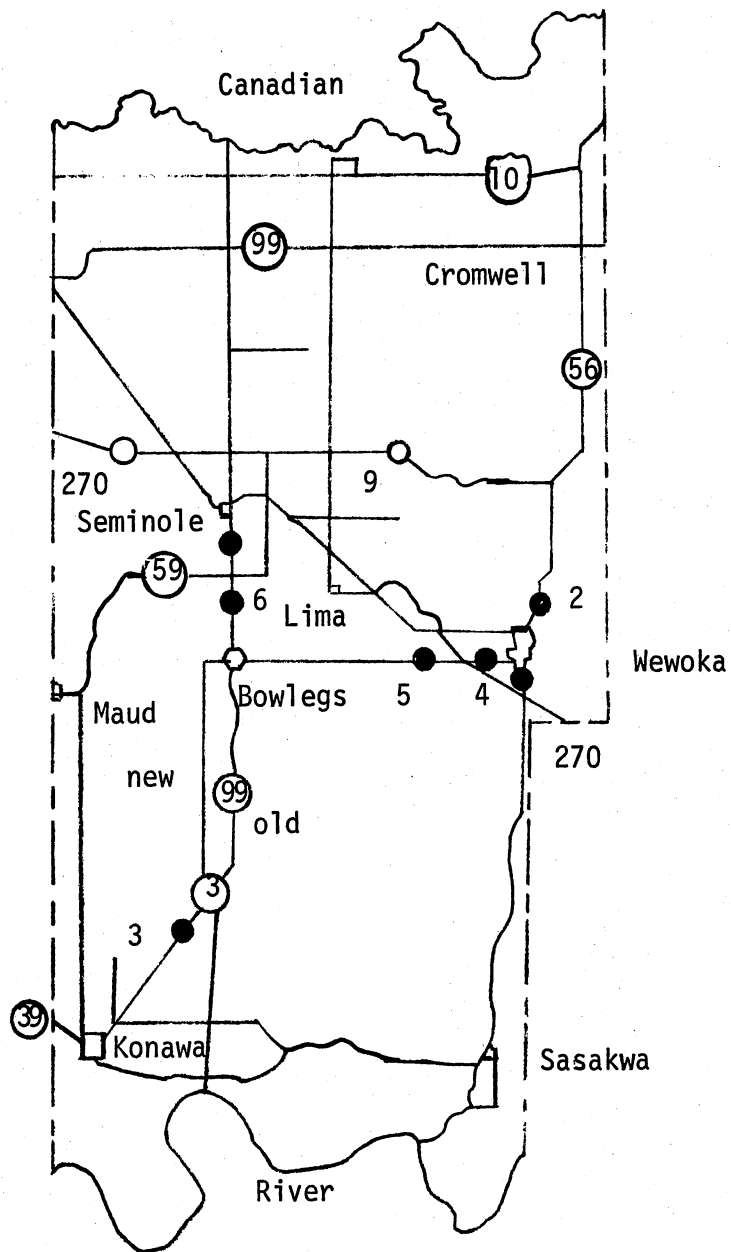 Canadian
10
99
Cromwell
56
270
9
Seminole
59
6
2
Lima
Wewoka
Bowlegs
5
4
Maud
270
new
99
old
3
3
39
Konawa
Sasakwa
River